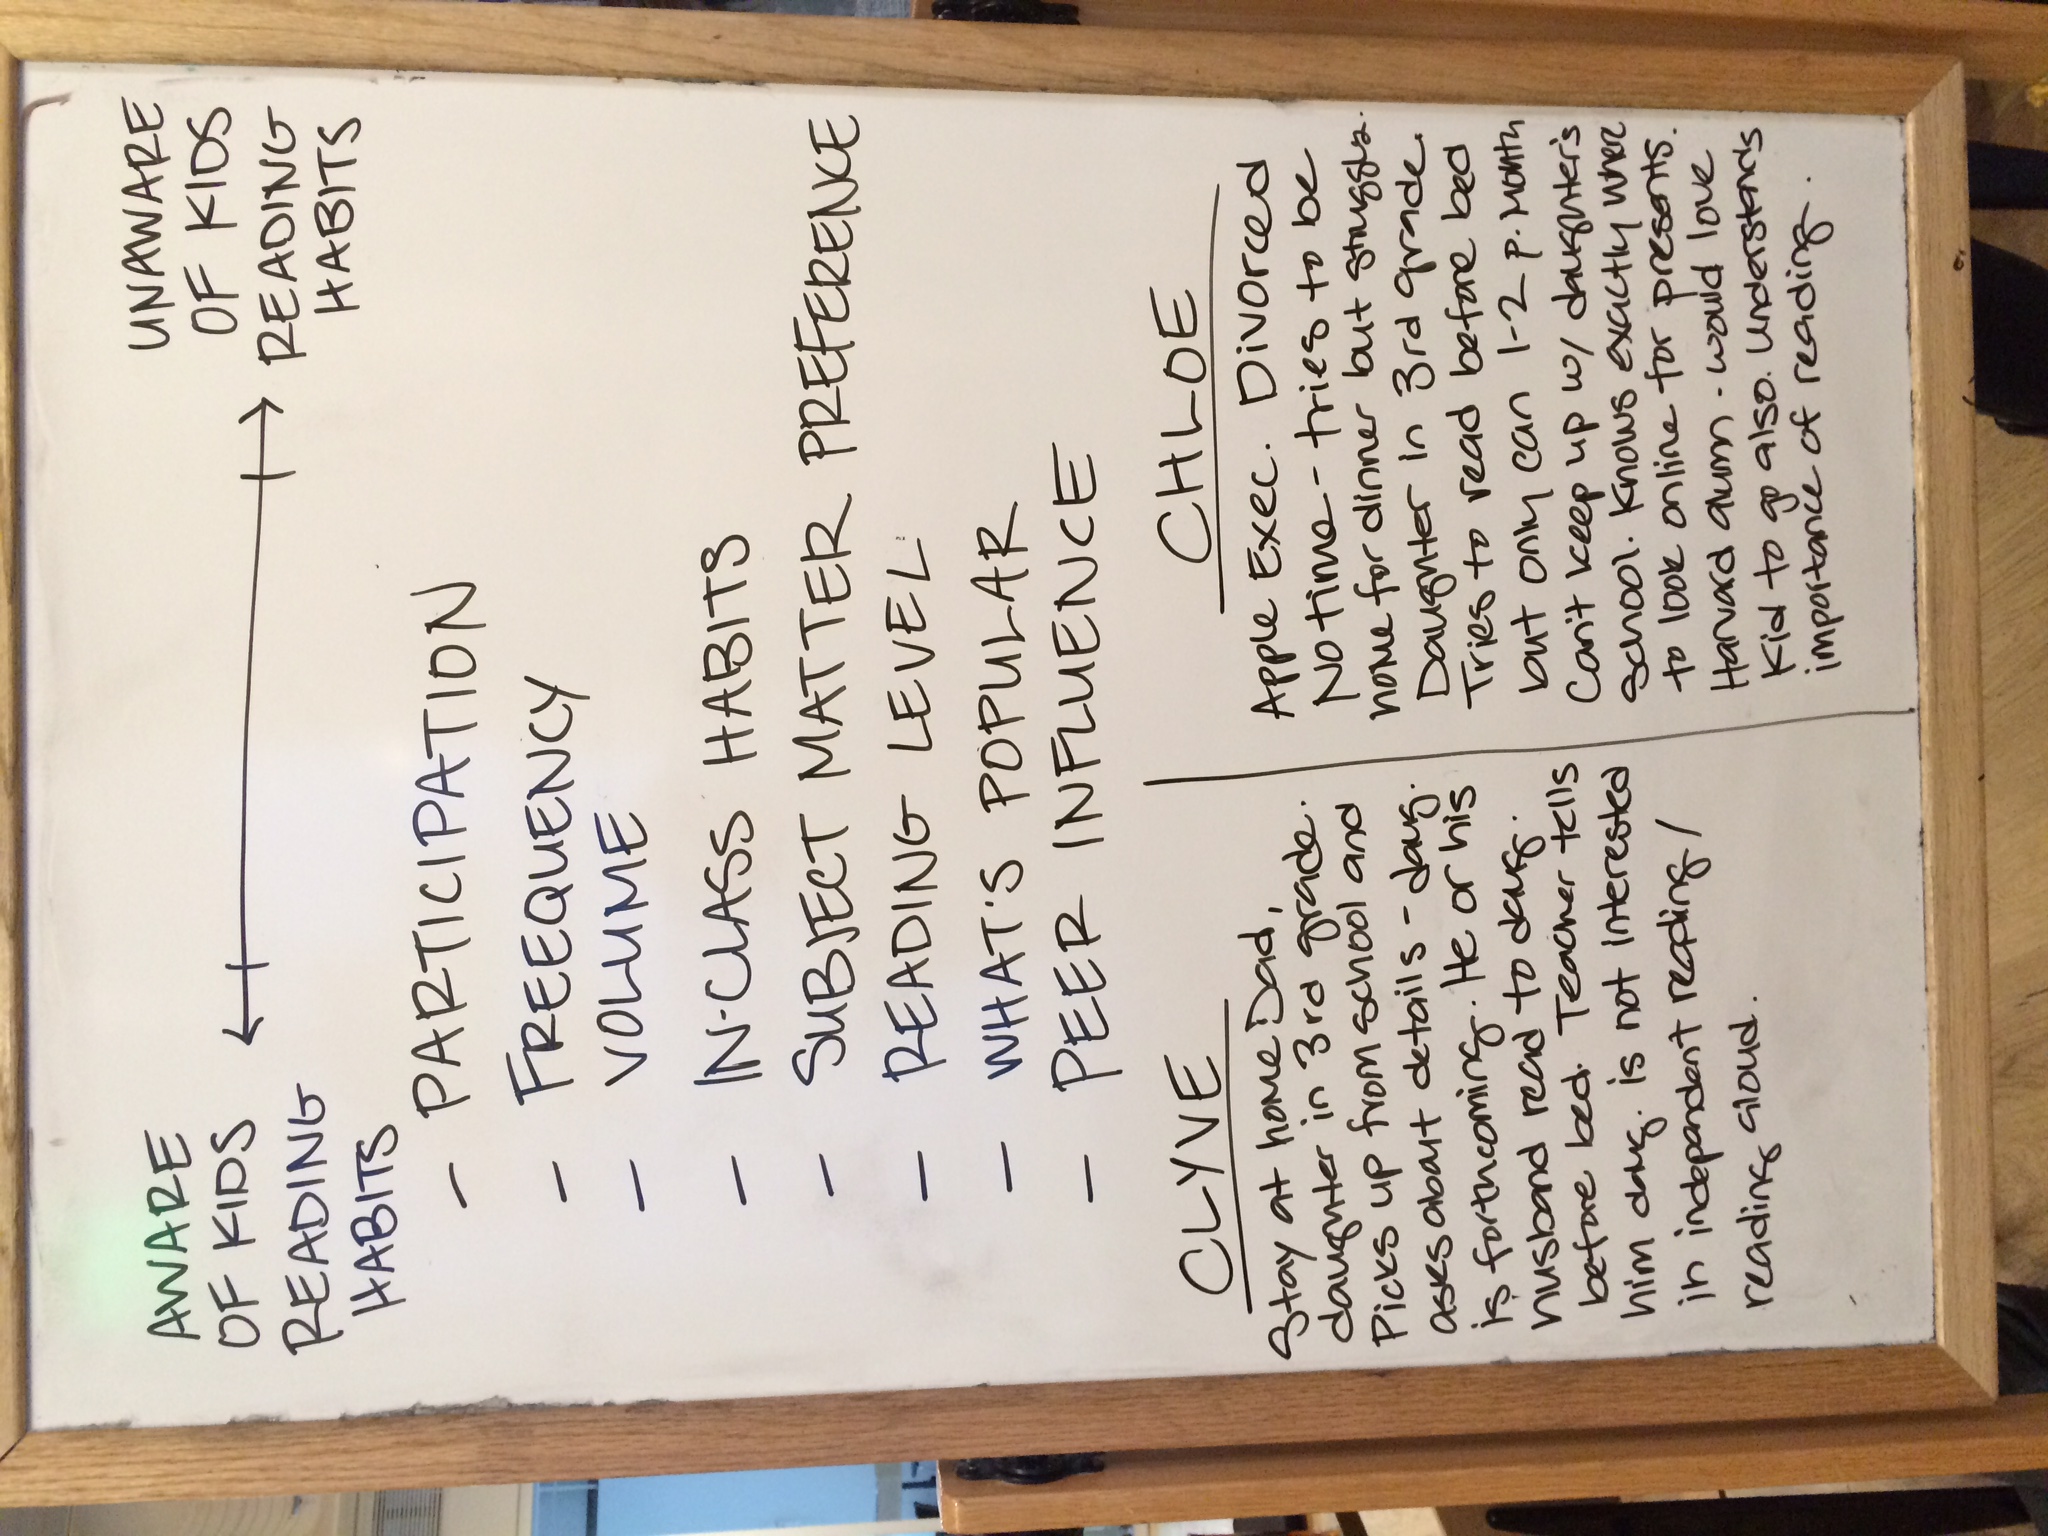 AWARE
OF KIDS
READING
HABITS
UNAWARE
OF KIDS
READING
HABITS
– PARTICIPATION
– FREEQUENCY
– VOLUME
– IN-CLASS HABITS
– SUBJECT MATTER PREFERENCE
– READING LEVEL
– WHAT'S POPULAR
– PEER INFLUENCE
CLYVE
Stay at home Dad,
daughter in 3rd grade.
Picks up from school and
asks about details - daug.
is forthcoming. He or his
husband read to daug.
before bed. Teacher tells
him daug. is not interested
in independent reading/
reading aloud.
CHLOE
Apple Exec. Divorced
No time - tries to be
home for dinner but struggles.
Daughter in 3rd grade.
Tries to read before bed
but only can 1-2 p. Month
Can't keep up w/ daughter's
school. Knows exactly where
to look online for presents.
Harvard alumn - would love
Kid to go also. Understands
importance of reading.